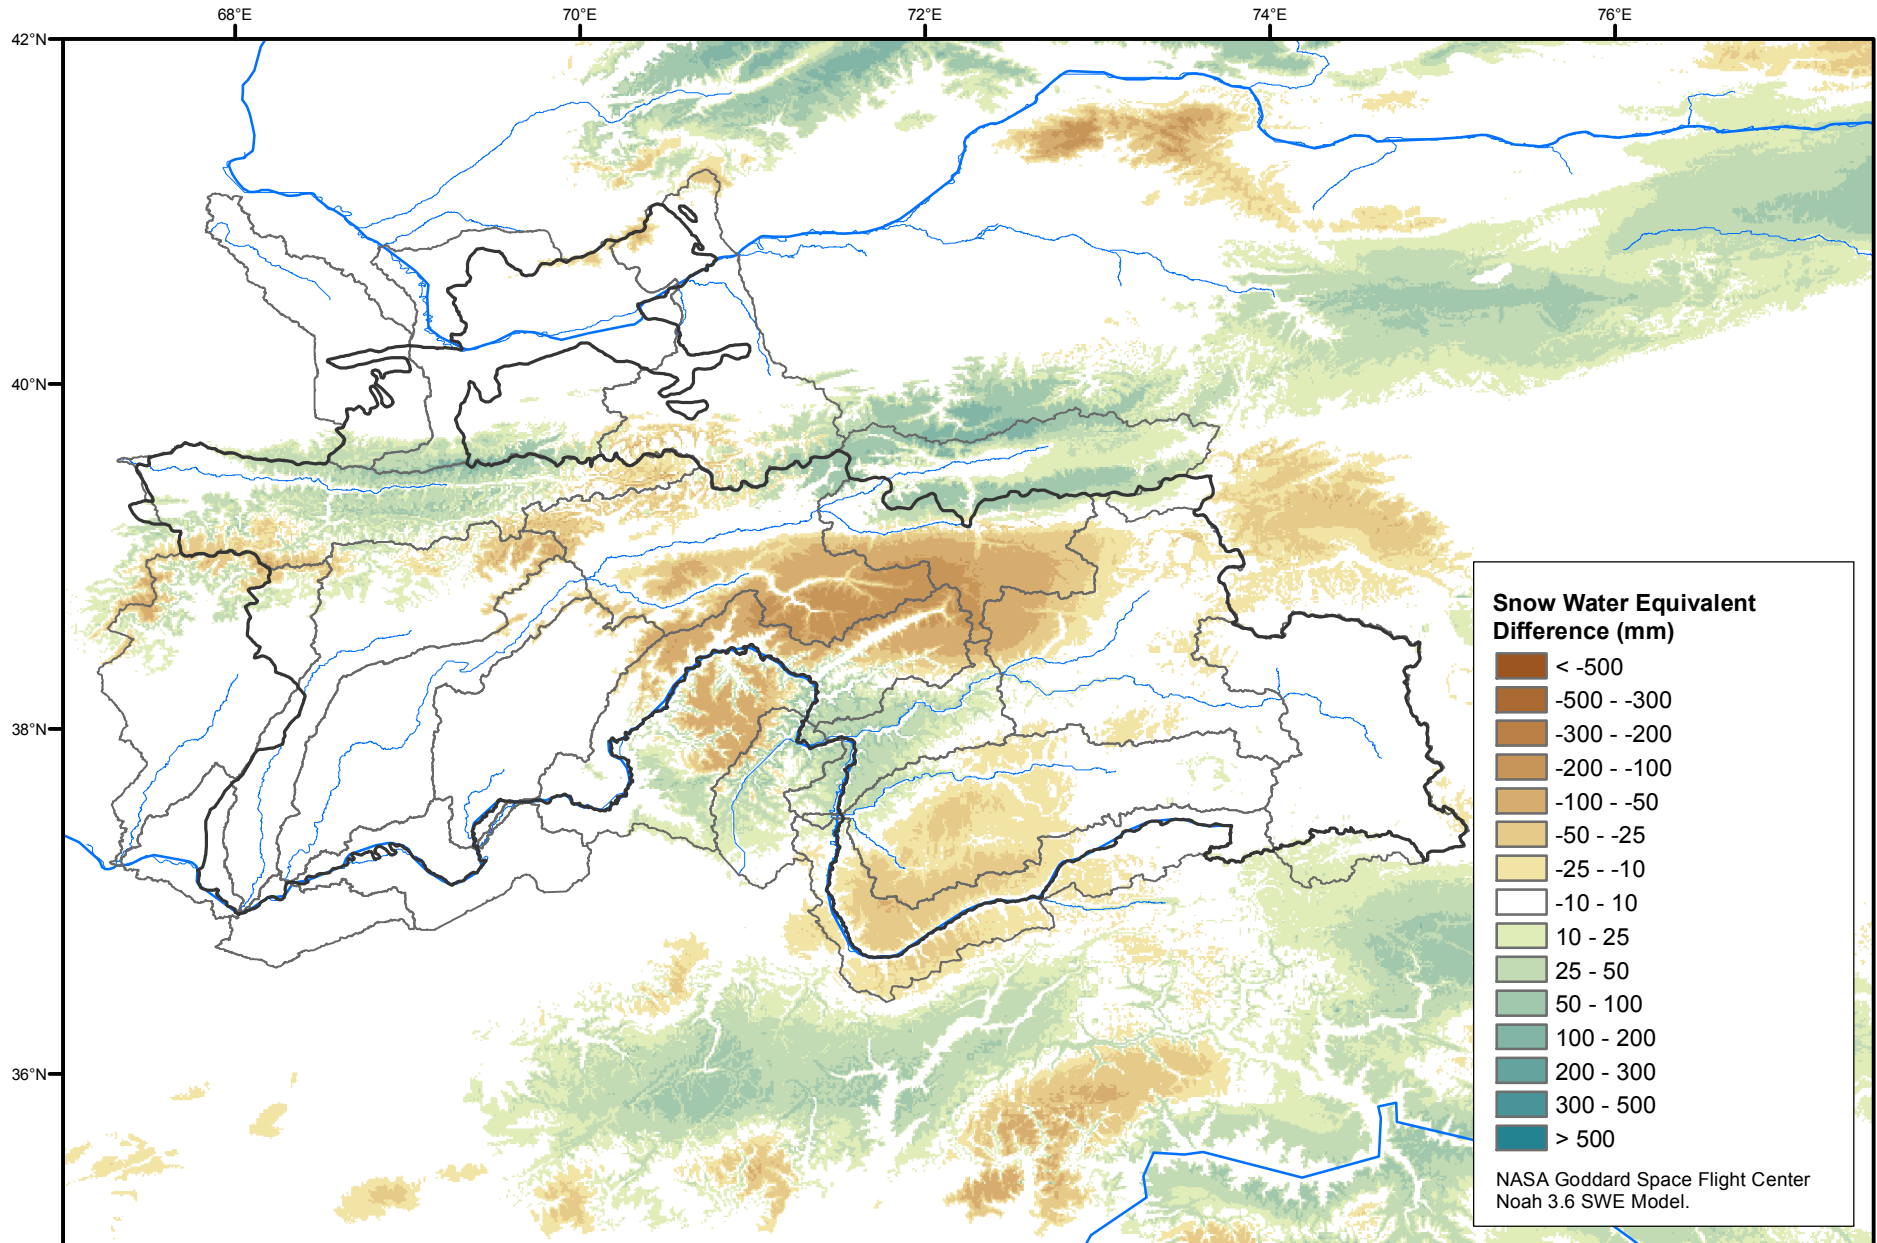 68°E 70°E 72°E 74°E 76°E
42°N
40°N
38°N
36°N
Snow Water Equivalent
Difference (mm)
< -500
-500 - -300
-300 - -200
-200 - -100
-100 - -50
-50 - -25
-25 - -10
-10 - 10
10 - 25
25 - 50
50 - 100
100 - 200
200 - 300
300 - 500
> 500
NASA Goddard Space Flight Center
Noah 3.6 SWE Model.